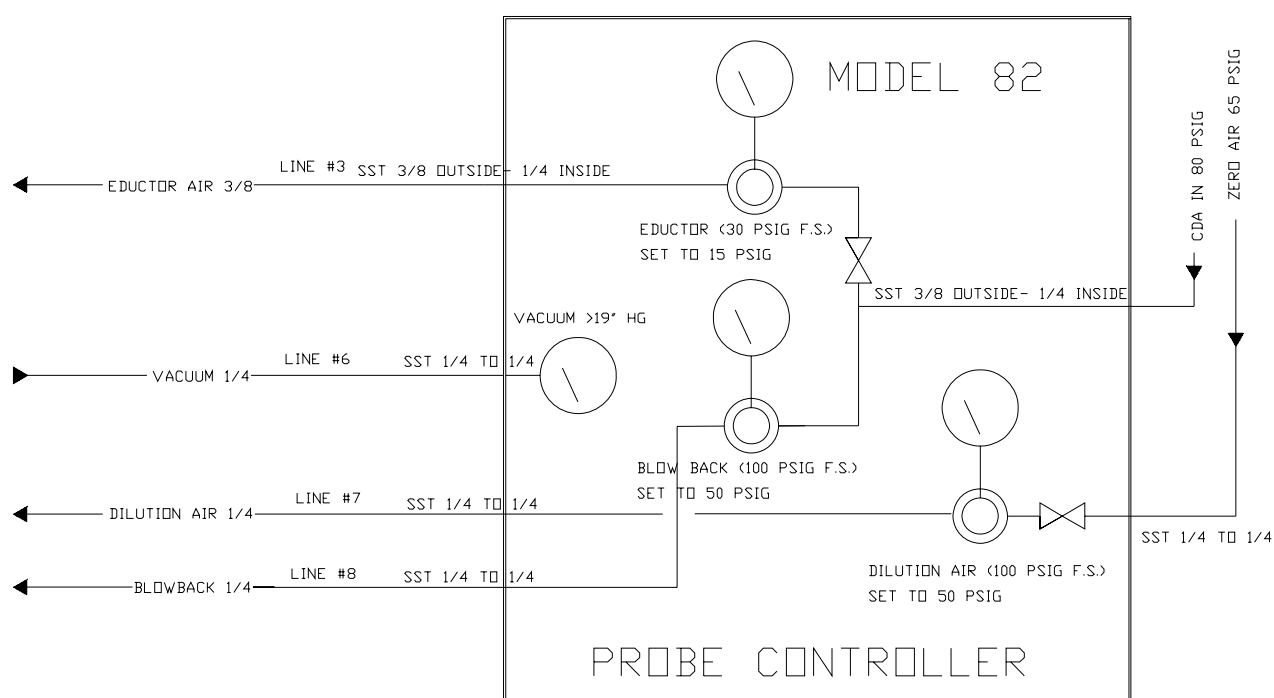 MODEL 82
CDA IN 80 PSIG
ZERO AIR 65 PSIG
LINE #3
SST 3/8 OUTSIDE- 1/4 INSIDE
EDUCTOR AIR 3/8
EDUCTOR (30 PSIG F.S.)
SET TO 15 PSIG
SST 3/8 OUTSIDE- 1/4 INSIDE
VACUUM >19" HG
LINE #6
SST 1/4 TO 1/4
VACUUM 1/4
BLOW BACK (100 PSIG F.S.)
SET TO 50 PSIG
LINE #7
SST 1/4 TO 1/4
DILUTION AIR 1/4
SST 1/4 TO 1/4
LINE #8
SST 1/4 TO 1/4
BLOWBACK 1/4
DILUTION AIR (100 PSIG F.S.)
SET TO 50 PSIG
PROBE CONTROLLER